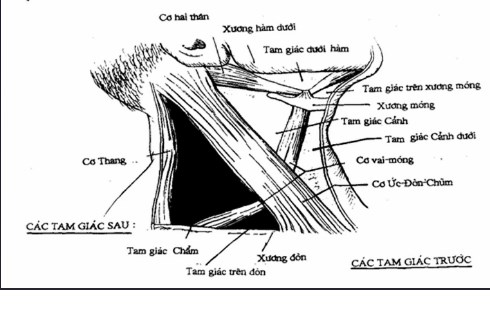 Cơ hai thân
Xương hàm dưới
Tam giác dưới hàm
Tam giác trên xương móng
Xương móng
Tam giác Cảnh
Tam giác Cảnh dưới
Cơ Thang
Cơ vai-móng
Cơ Ức-Đòn-Chũm
CÁC TAM GIÁC SAU :
Tam giác Chẩm
Xương đòn
Tam giác trên đòn
CÁC TAM GIÁC TRƯỚC